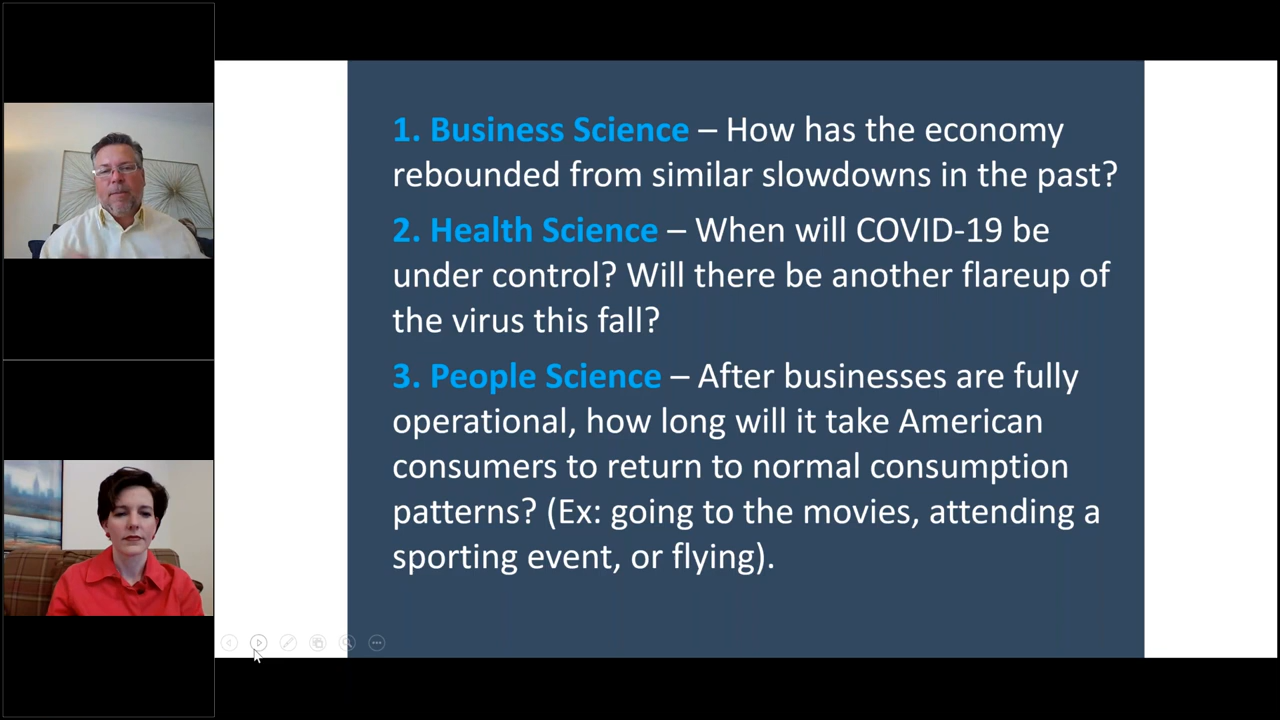 1. Business Science – How has the economy
rebounded from similar slowdowns in the past?
2. Health Science – When will COVID-19 be
under control? Will there be another flareup of
the virus this fall?
3. People Science – After businesses are fully
operational, how long will it take American
consumers to return to normal consumption
patterns? (Ex: going to the movies, attending a
sporting event, or flying).